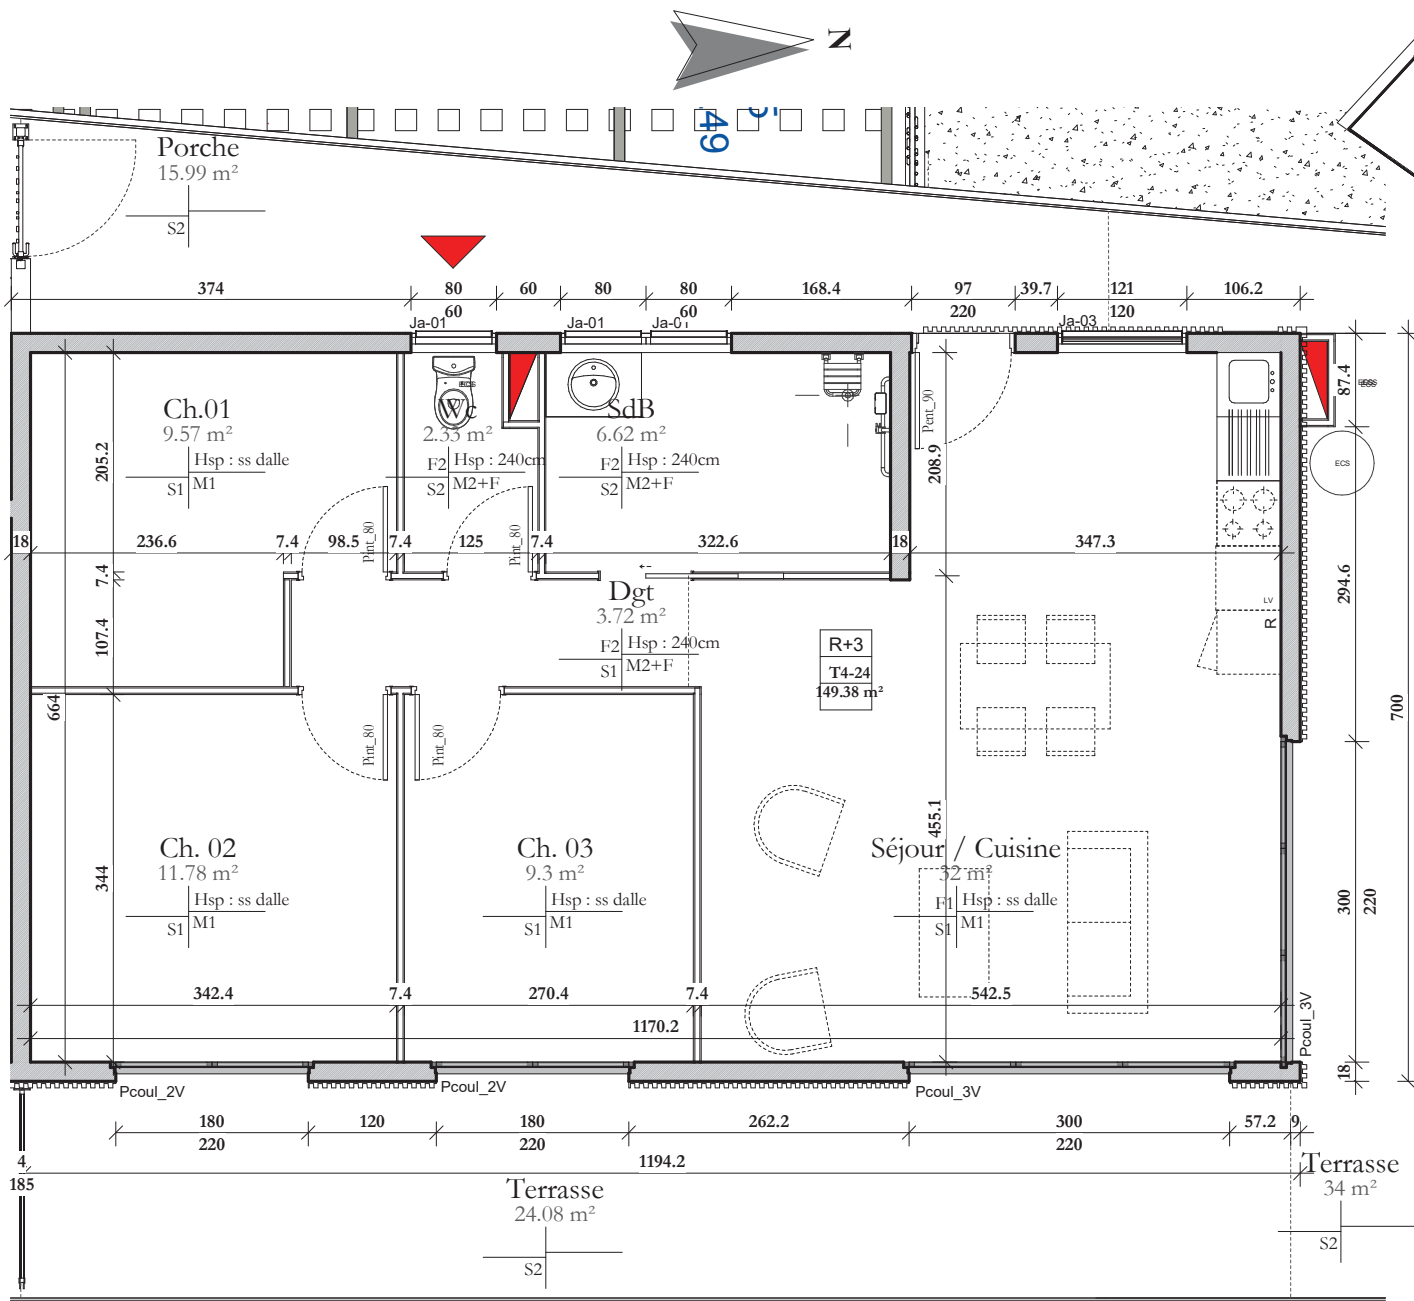 N
49
Porche
15.99 m²
S2
374
80
60
60
80
80
60
168.4
97
220
39.7
121
120
106.2
Ja-01
Ja-01
Ja-01
Ja-03
Ch.01
9.57 m²
Hsp : ss dalle
S1
M1
Wc
2.33 m²
F2
Hsp : 240cm
S2
M2+F
SdB
6.62 m²
F2
Hsp : 240cm
S2
M2+F
Pent_90
87.4
ECS
205.2
208.9
18
236.6
7.4
98.5
Pint_80
7.4
125
Pint_80
7.4
322.6
18
347.3
294.6
7.4
107.4
Dgt
3.72 m²
F2
Hsp : 240cm
S1
M2+F
LV
R
R+3
T4-24
149.38 m²
664
700
Pint_80
Pint_80
344
Ch. 02
11.78 m²
Hsp : ss dalle
S1
M1
Ch. 03
9.3 m²
Hsp : ss dalle
S1
M1
455.1
Séjour / Cuisine
32 m²
F1
Hsp : ss dalle
S1
M1
300
220
342.4
7.4
270.4
7.4
542.5
1170.2
Pcoul_3V
18
Pcoul_2V
Pcoul_2V
Pcoul_3V
180
220
120
180
220
262.2
300
220
57.2
9
4
185
1194.2
Terrasse
24.08 m²
S2
Terrasse
34 m²
S2